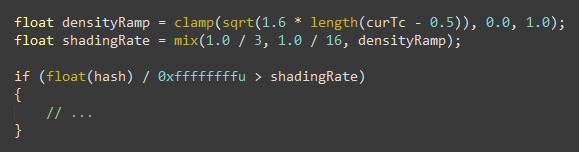 float densityRamp = clamp(sqrt(1.6 * length(curTc - 0.5)), 0.0, 1.0);
float shadingRate = mix(1.0 / 3, 1.0 / 16, densityRamp);
if (float(hash) / 0xffffffffu > shadingRate)
{
// ...
}